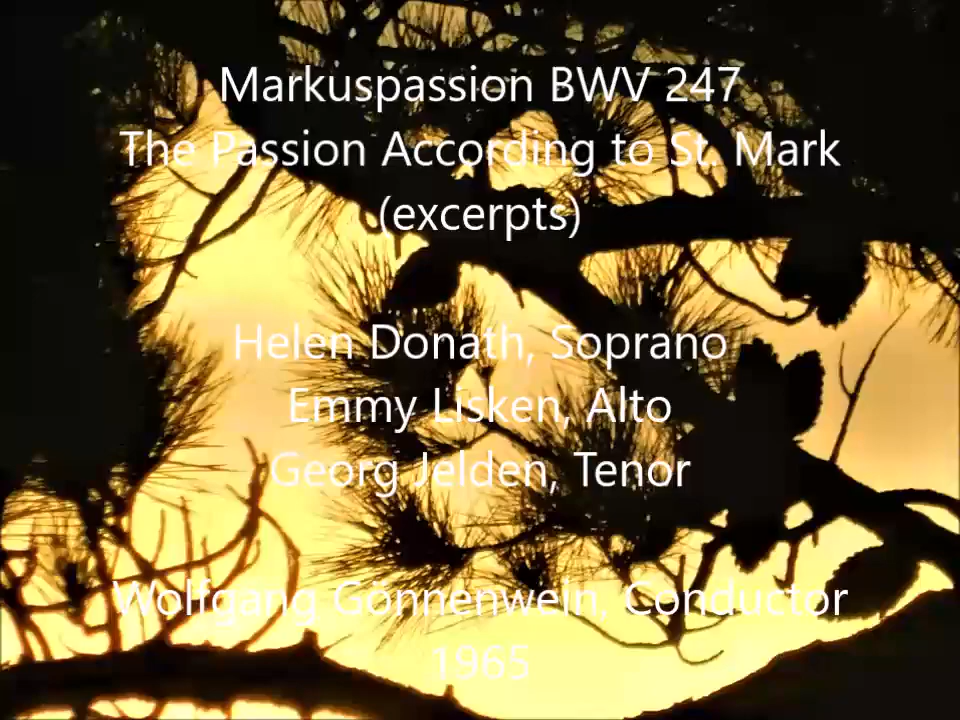 Markuspassion BWV 247
The Passion According to St. Mark
(excerpts)
Helen Donath, Soprano
Emmy Lisken, Alto
Georg Jelden, Tenor
Wolfgang Gönnenwein, Conductor
1965